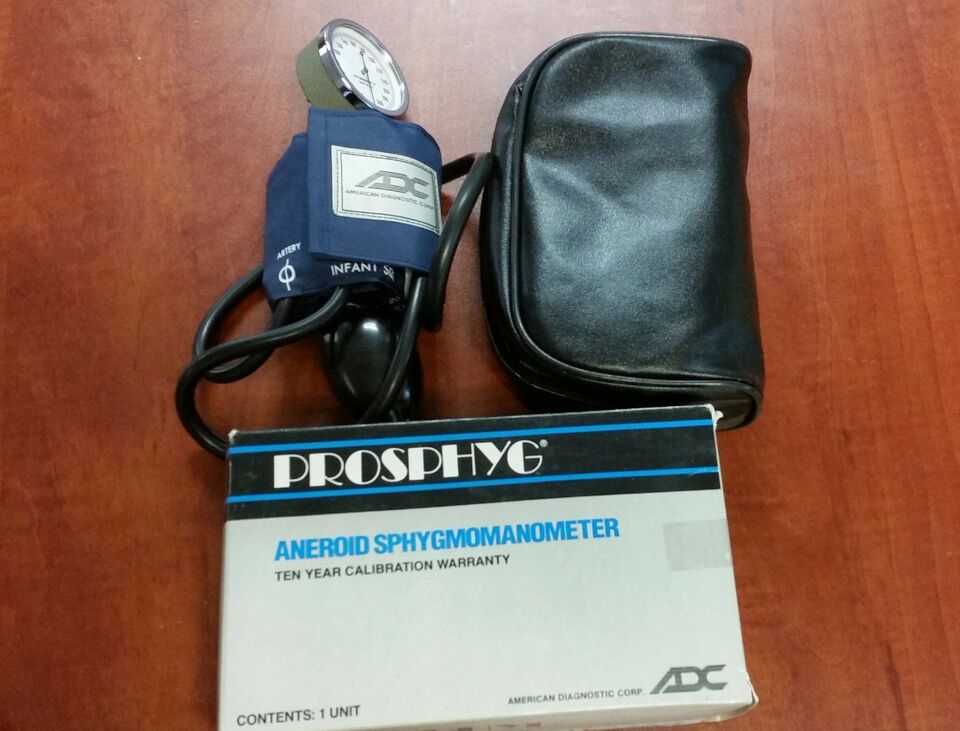 ADC
AMERICAN DIAGNOSTIC CORP.
ARTERY
INFANT
PROSPHYG®
ANEROID SPHYGMOMANOMETER
TEN YEAR CALIBRATION WARRANTY
AMERICAN DIAGNOSTIC CORP. ADC
CONTENTS: 1 UNIT